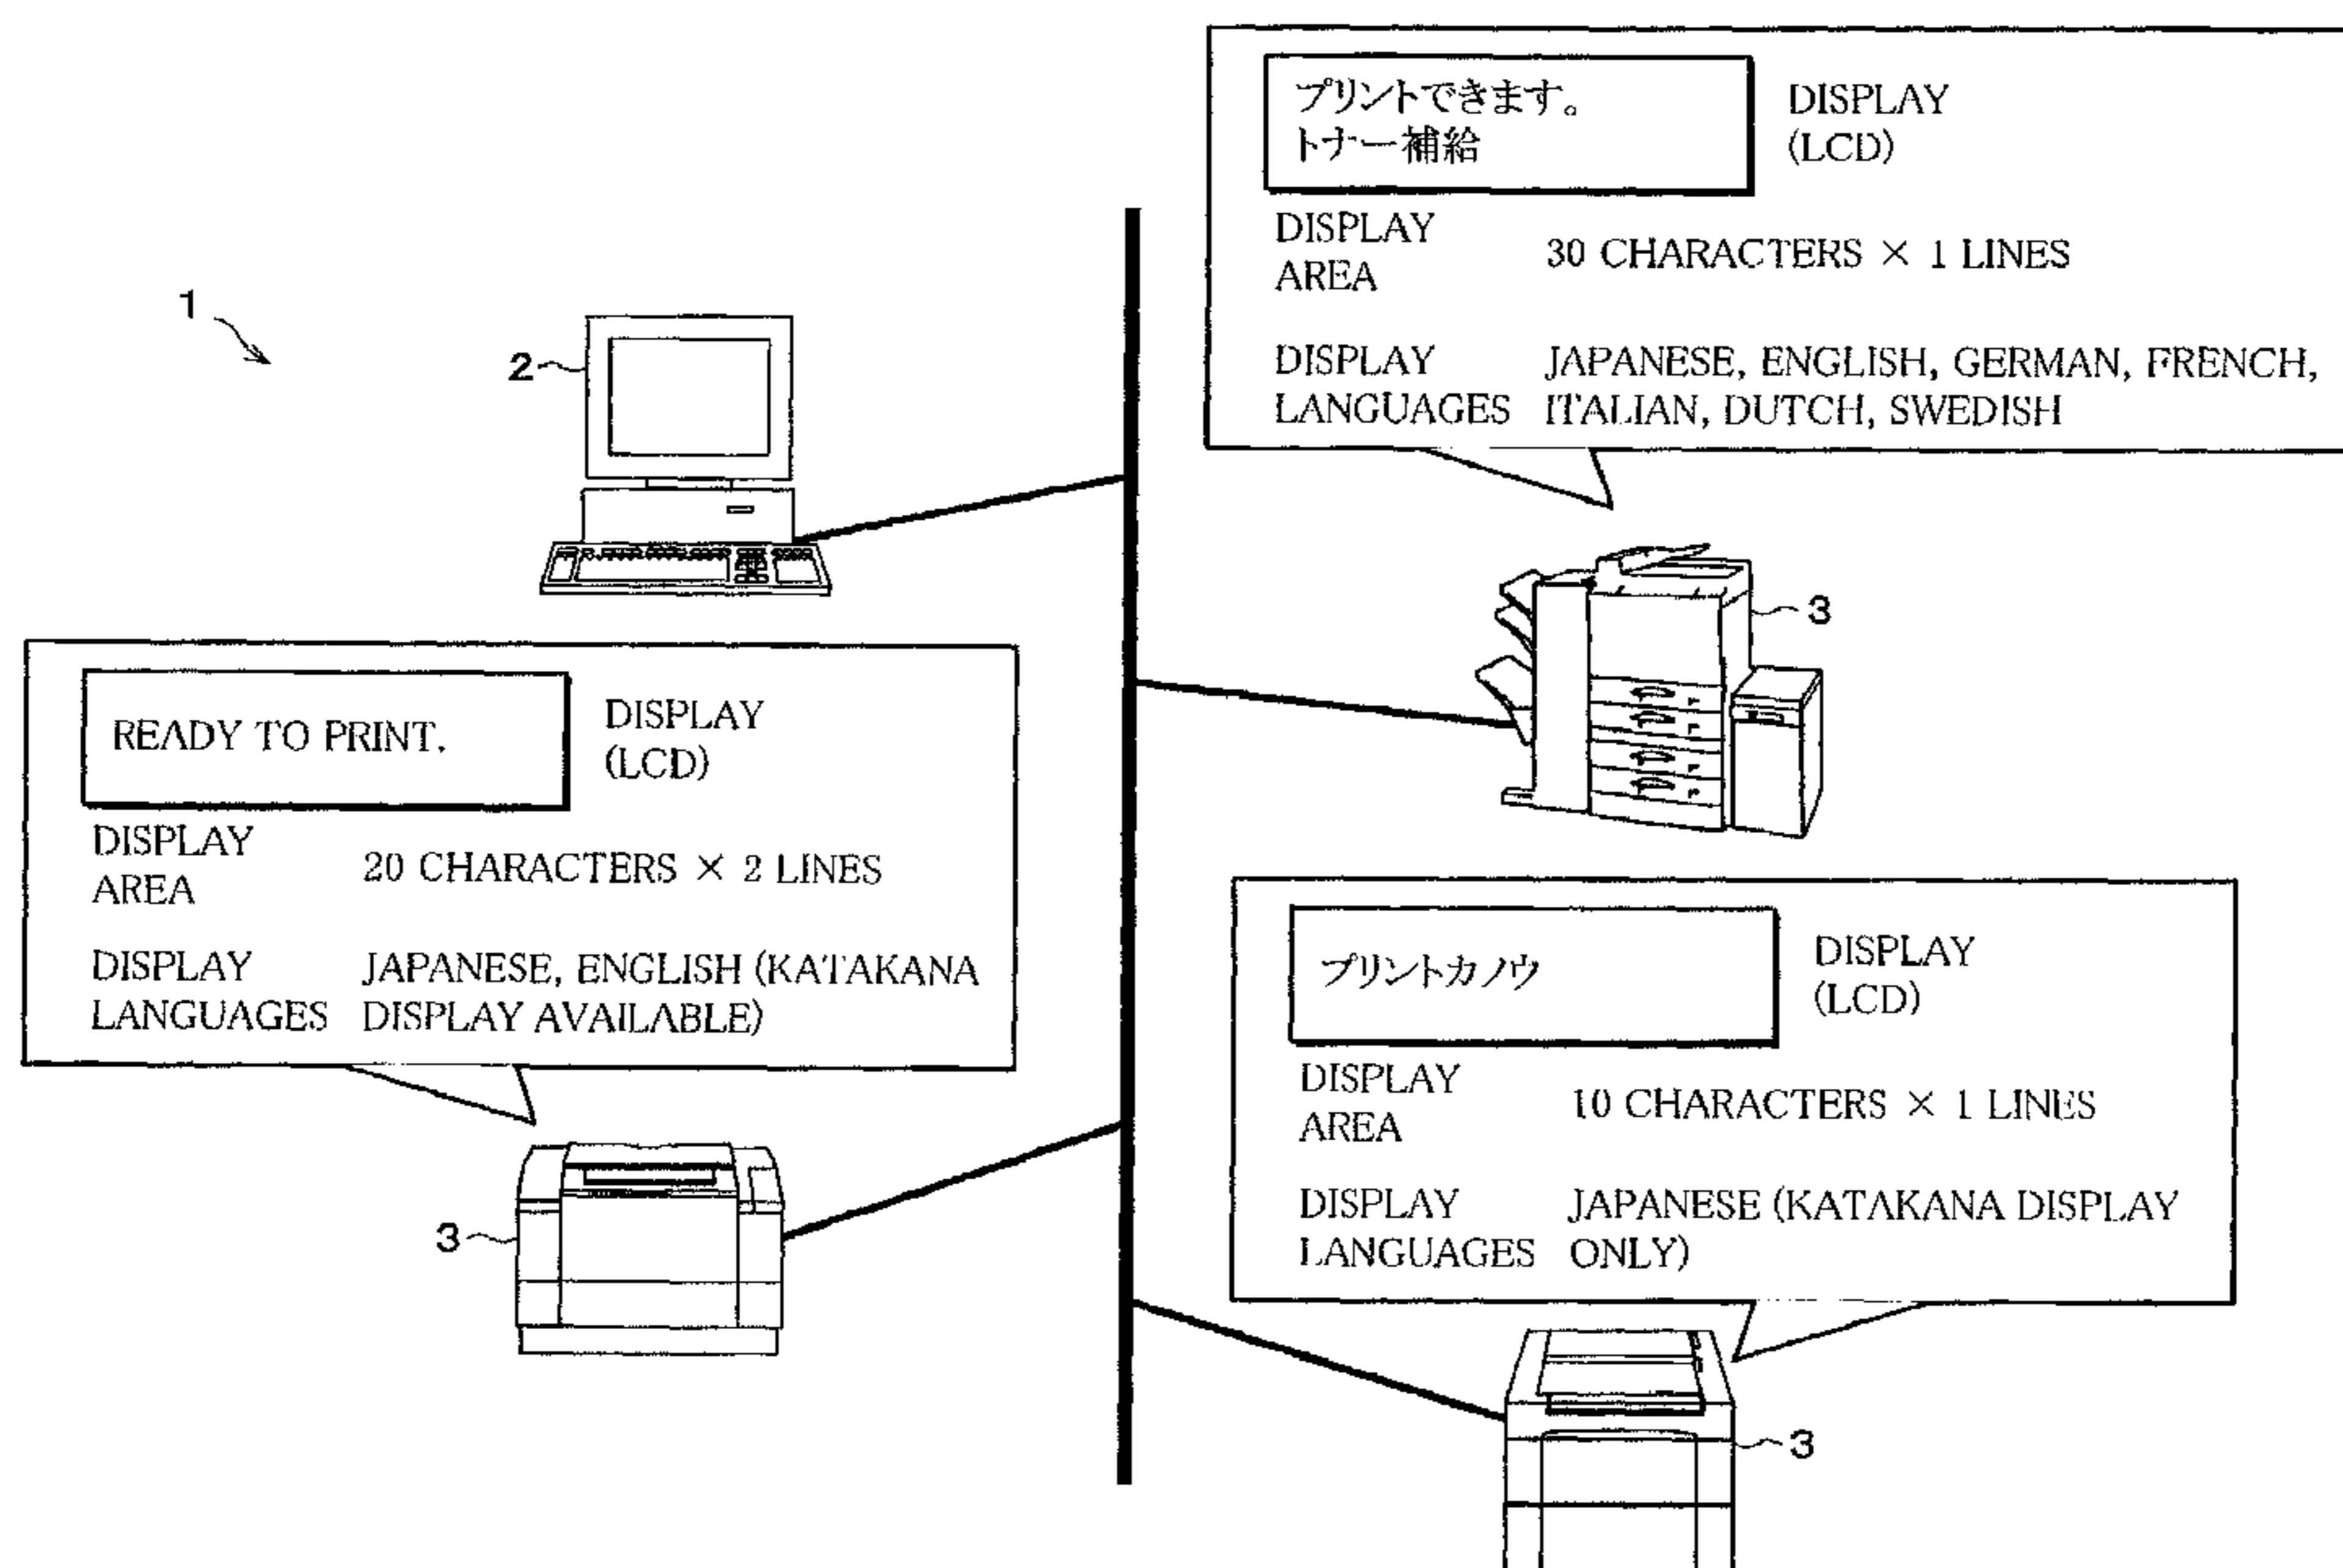 プリントできます。
トナー補給
DISPLAY
(LCD)
DISPLAY
AREA
30 CHARACTERS × 1 LINES
DISPLAY
LANGUAGES
JAPANESE, ENGLISH, GERMAN, FRENCH,
ITALIAN, DUTCH, SWEDISH
1
2
3
READY TO PRINT.
DISPLAY
(LCD)
DISPLAY
AREA
20 CHARACTERS × 2 LINES
DISPLAY
LANGUAGES
JAPANESE, ENGLISH (KATAKANA
DISPLAY AVAILABLE)
3
プリントカノウ
DISPLAY
(LCD)
DISPLAY
AREA
10 CHARACTERS × 1 LINES
DISPLAY
LANGUAGES
JAPANESE (KATAKANA DISPLAY
ONLY)
3